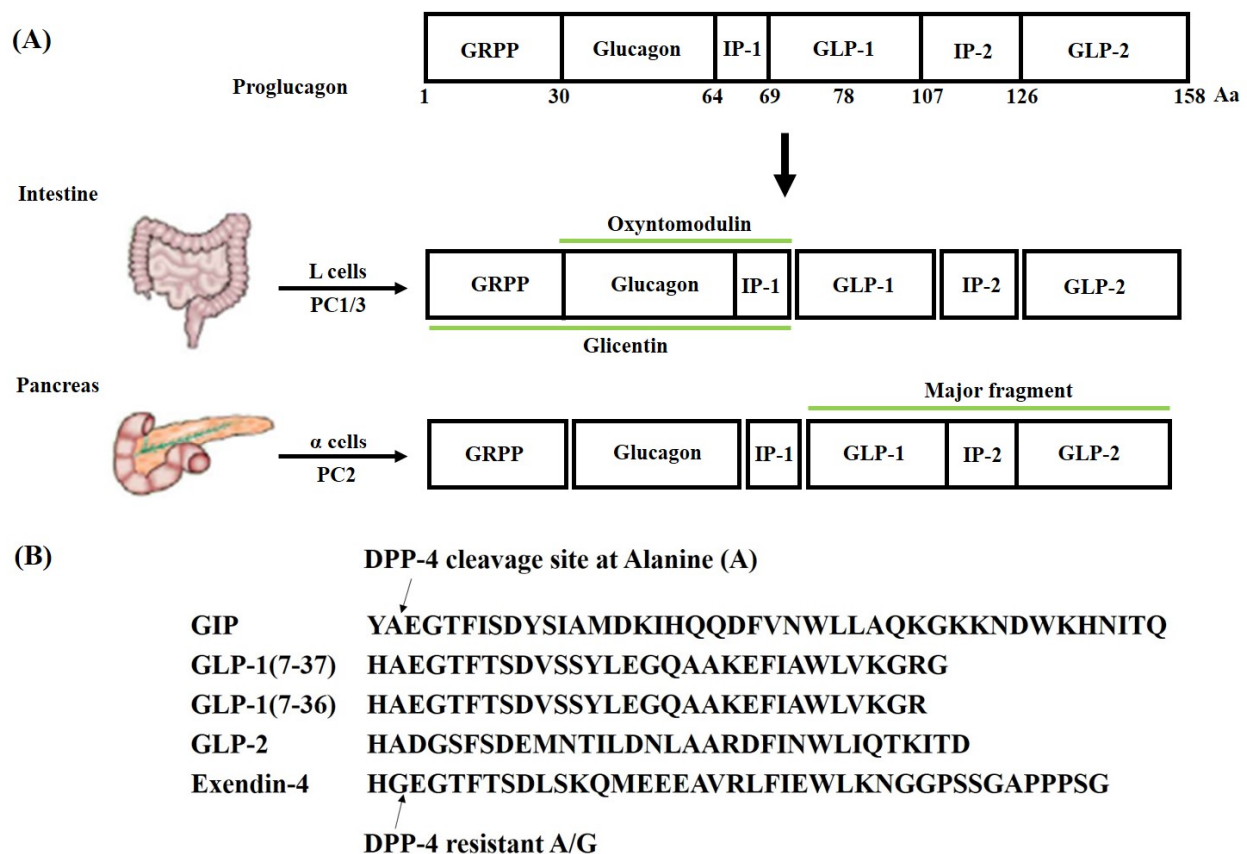 (A)
GRPP Glucagon IP-1 GLP-1 IP-2 GLP-2
Proglucagon
1 30 64 69 78 107 126 158 Aa
Intestine
Oxyntomodulin
L cells
PC1/3
GRPP Glucagon IP-1 GLP-1 IP-2 GLP-2
Glicentin
Pancreas
Major fragment
α cells
PC2
GRPP Glucagon IP-1 GLP-1 IP-2 GLP-2
(B)
DPP-4 cleavage site at Alanine (A)
GIP YAEGTFISDYSIAMDKIHQQDFVNWLLAQKGKKNDWKHNITQ
GLP-1(7-37) HAEGTFTSDVSSYLEGQAAKEFIAWLVKGRG
GLP-1(7-36) HAEGTFTSDVSSYLEGQAAKEFIAWLVKGR
GLP-2 HADGSFSDEMNTILDNLAARDFINWLIQTKITD
Exendin-4 HGEGTFTSDLSKQMEEEAVRLFIEWLKNGGPSSGAPPPSG
DPP-4 resistant A/G